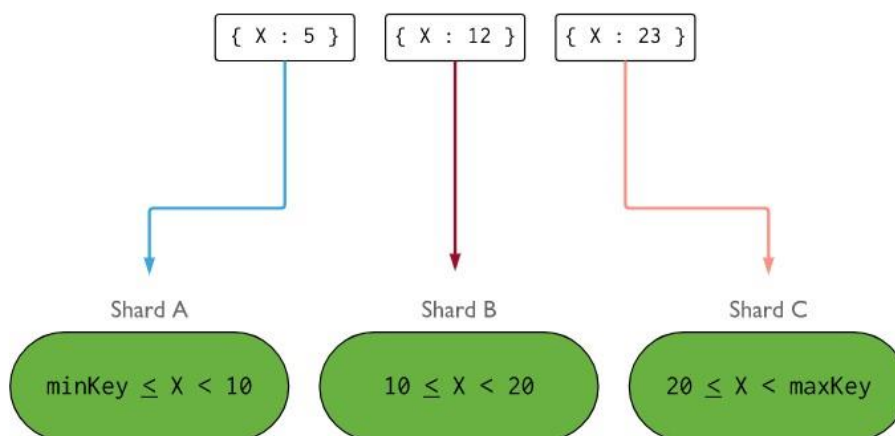 { X : 5 }
{ X : 12 }
{ X : 23 }
Shard A
Shard B
Shard C
minKey ≤ X < 10
10 ≤ X < 20
20 ≤ X < maxKey